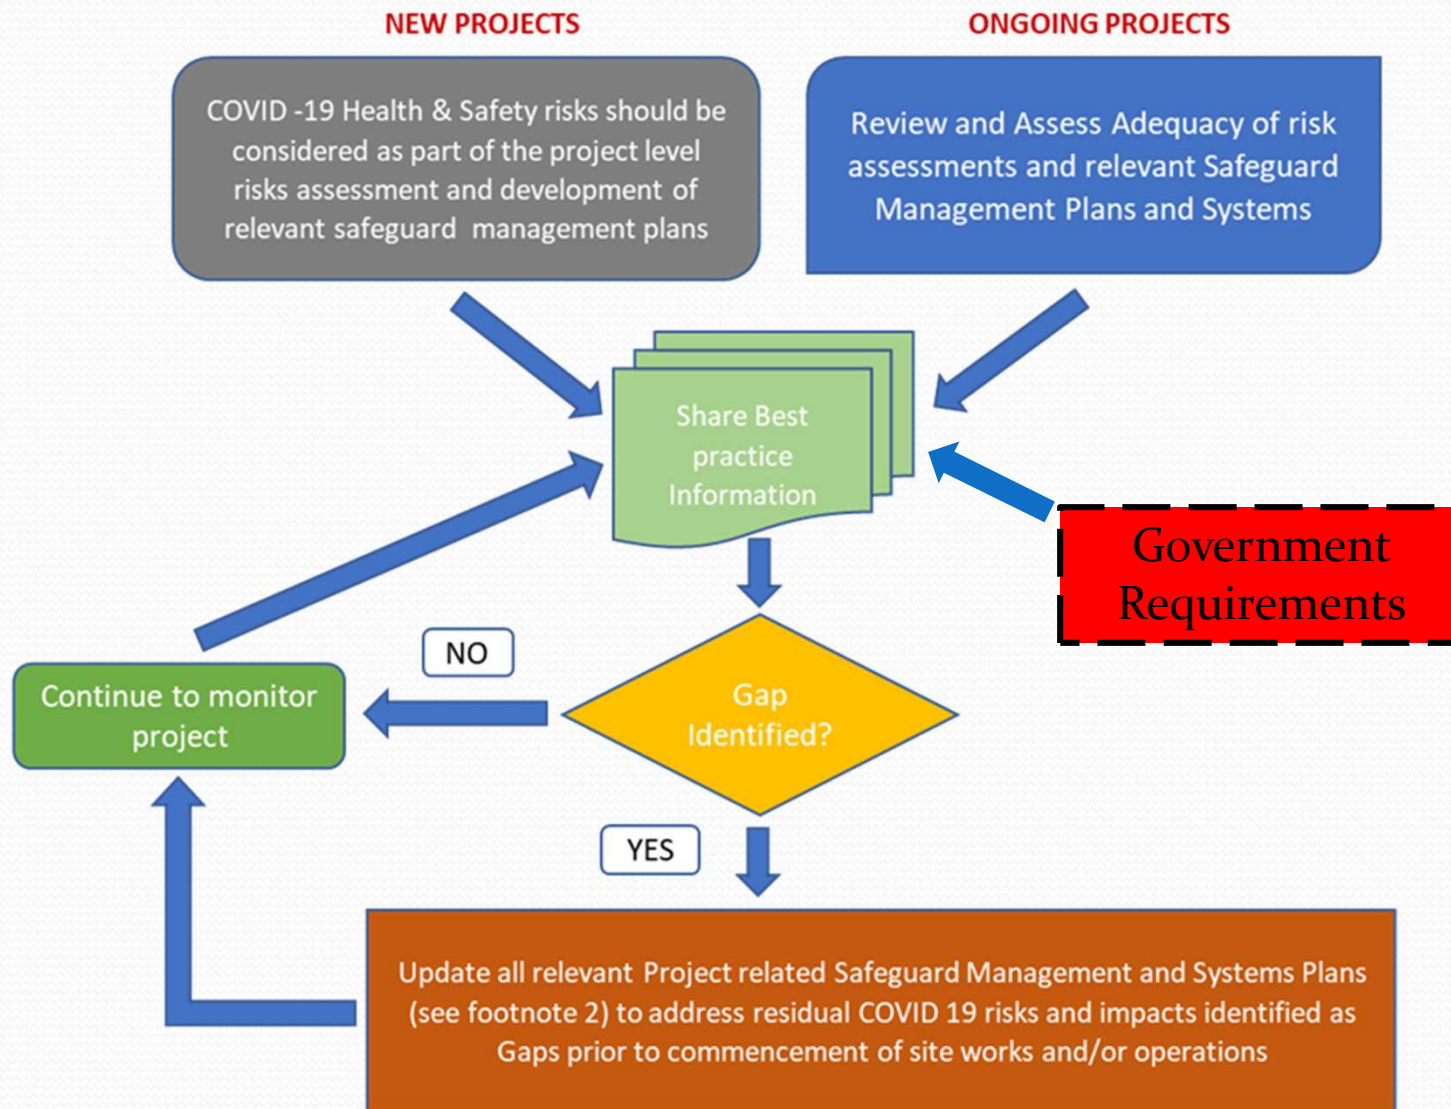 NEW PROJECTS
ONGOING PROJECTS
COVID -19 Health & Safety risks should be
considered as part of the project level
risks assessment and development of
relevant safeguard management plans
Review and Assess Adequacy of risk
assessments and relevant Safeguard
Management Plans and Systems
Share Best
practice
Information
Government
Requirements
NO
Continue to monitor
project
Gap
Identified?
YES
Update all relevant Project related Safeguard Management and Systems Plans
(see footnote 2) to address residual COVID 19 risks and impacts identified as
Gaps prior to commencement of site works and/or operations